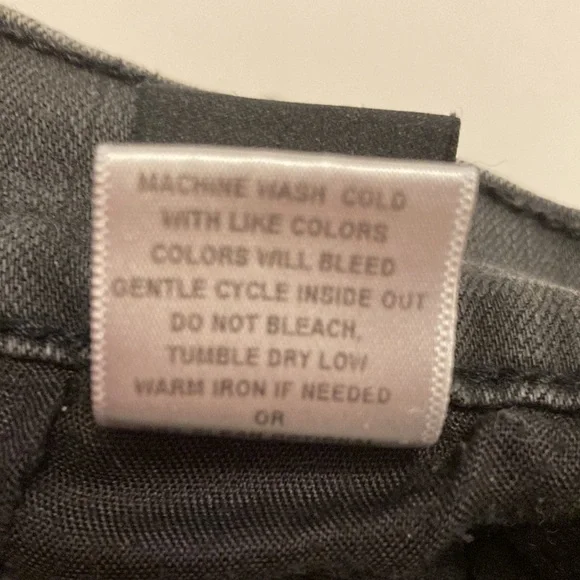 MACHINE WASH COLD
WITH LIKE COLORS
COLORS WILL BLEED
GENTLE CYCLE INSIDE OUT
DO NOT BLEACH,
TUMBLE DRY LOW
WARM IRON IF NEEDED
OR